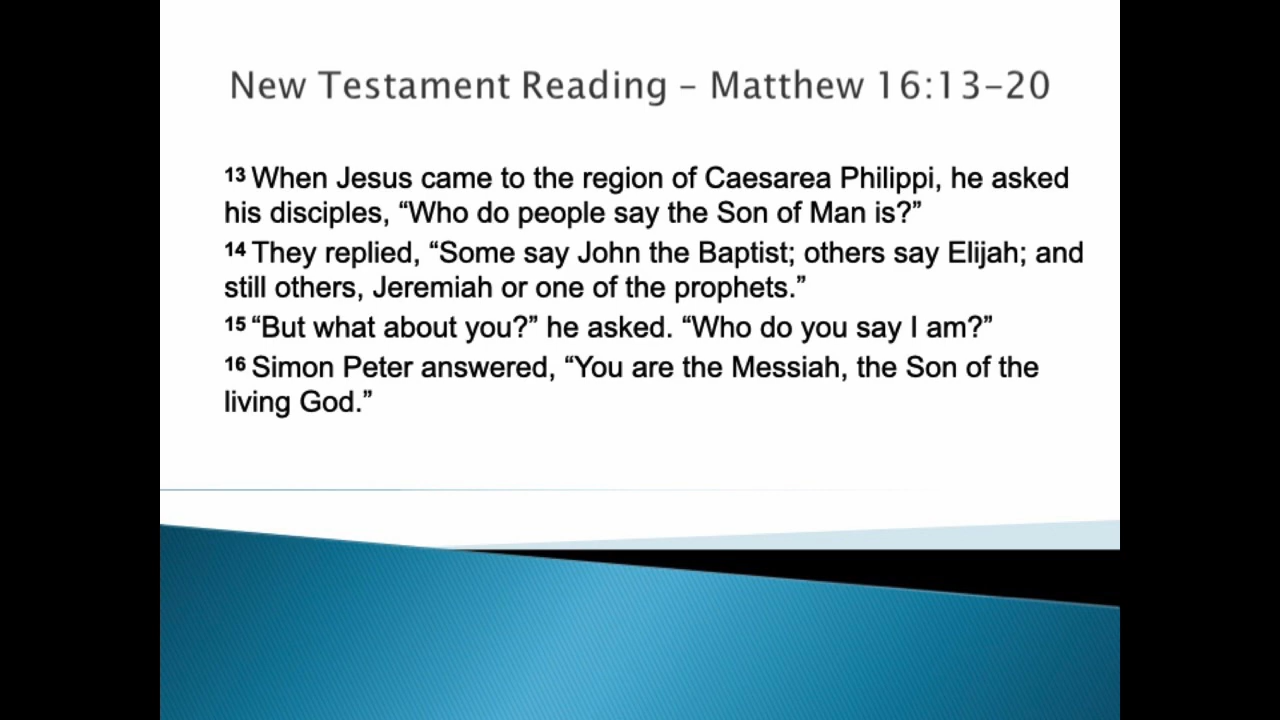 New Testament Reading – Matthew 16:13-20
13 When Jesus came to the region of Caesarea Philippi, he asked
his disciples, “Who do people say the Son of Man is?”
14 They replied, “Some say John the Baptist; others say Elijah; and
still others, Jeremiah or one of the prophets.”
15 “But what about you?” he asked. “Who do you say I am?”
16 Simon Peter answered, “You are the Messiah, the Son of the
living God.”